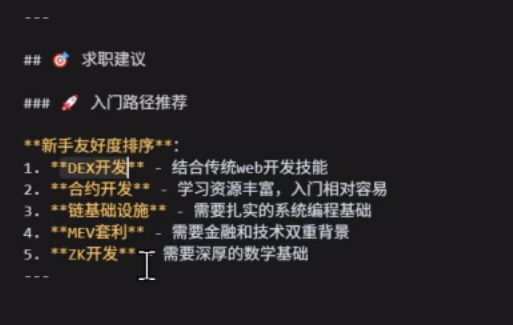 ---
## 🎯 求职建议
### 🚀 入门路径推荐
**新手友好度排序**:
1. **DEX开发** - 结合传统web开发技能
2. **合约开发** - 学习资源丰富，入门相对容易
3. **链基础设施** - 需要扎实的系统编程基础
4. **MEV套利** - 需要金融和技术双重背景
5. **ZK开发** - 需要深厚的数学基础
---